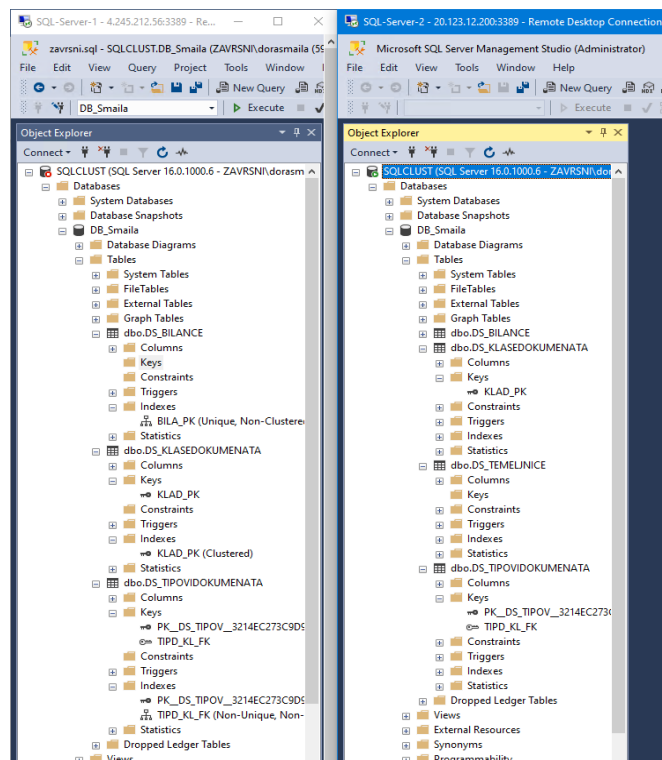 SQL-Server-1 - 4.245.212.56:3389 - Re...
zavrsni.sql - SQLCLUST.DB_Smaila (ZAVRSNI\dorasmaila (59
File Edit View Query Project Tools Window
New Query
DB_Smaila Execute
Object Explorer
Connect
SQLCLUST (SQL Server 16.0.1000.6 - ZAVRSNI\dorasm
Databases
System Databases
Database Snapshots
DB_Smaila
Database Diagrams
Tables
System Tables
FileTables
External Tables
Graph Tables
dbo.DS_BILANCE
Columns
Keys
Constraints
Triggers
Indexes
BILA_PK (Unique, Non-Clustere
Statistics
dbo.DS_KLASEDOKUMENATA
Columns
Keys
KLAD_PK
Constraints
Triggers
Indexes
KLAD_PK (Clustered)
Statistics
dbo.DS_TIPOVIDOKUMENATA
Columns
Keys
PK__DS_TIPOV__3214EC273C9D9
TIPD_KL_FK
Constraints
Triggers
Indexes
PK__DS_TIPOV__3214EC273C9D9
TIPD_KL_FK (Non-Unique, Non-
Statistics
Dropped Ledger Tables
Views
SQL-Server-2 - 20.123.12.200:3389 - Remote Desktop Connection
Microsoft SQL Server Management Studio (Administrator)
File Edit View Tools Window Help
New Query
Execute
Object Explorer
Connect
SQLCLUST (SQL Server 16.0.1000.6 - ZAVRSNI\dor
Databases
System Databases
Database Snapshots
DB_Smaila
Database Diagrams
Tables
System Tables
FileTables
External Tables
Graph Tables
dbo.DS_BILANCE
dbo.DS_KLASEDOKUMENATA
Columns
Keys
KLAD_PK
Constraints
Triggers
Indexes
Statistics
dbo.DS_TEMELJNICE
Columns
Keys
Constraints
Triggers
Indexes
Statistics
dbo.DS_TIPOVIDOKUMENATA
Columns
Keys
PK__DS_TIPOV__3214EC273
TIPD_KL_FK
Constraints
Triggers
Indexes
Statistics
Dropped Ledger Tables
Views
External Resources
Synonyms
Programmability